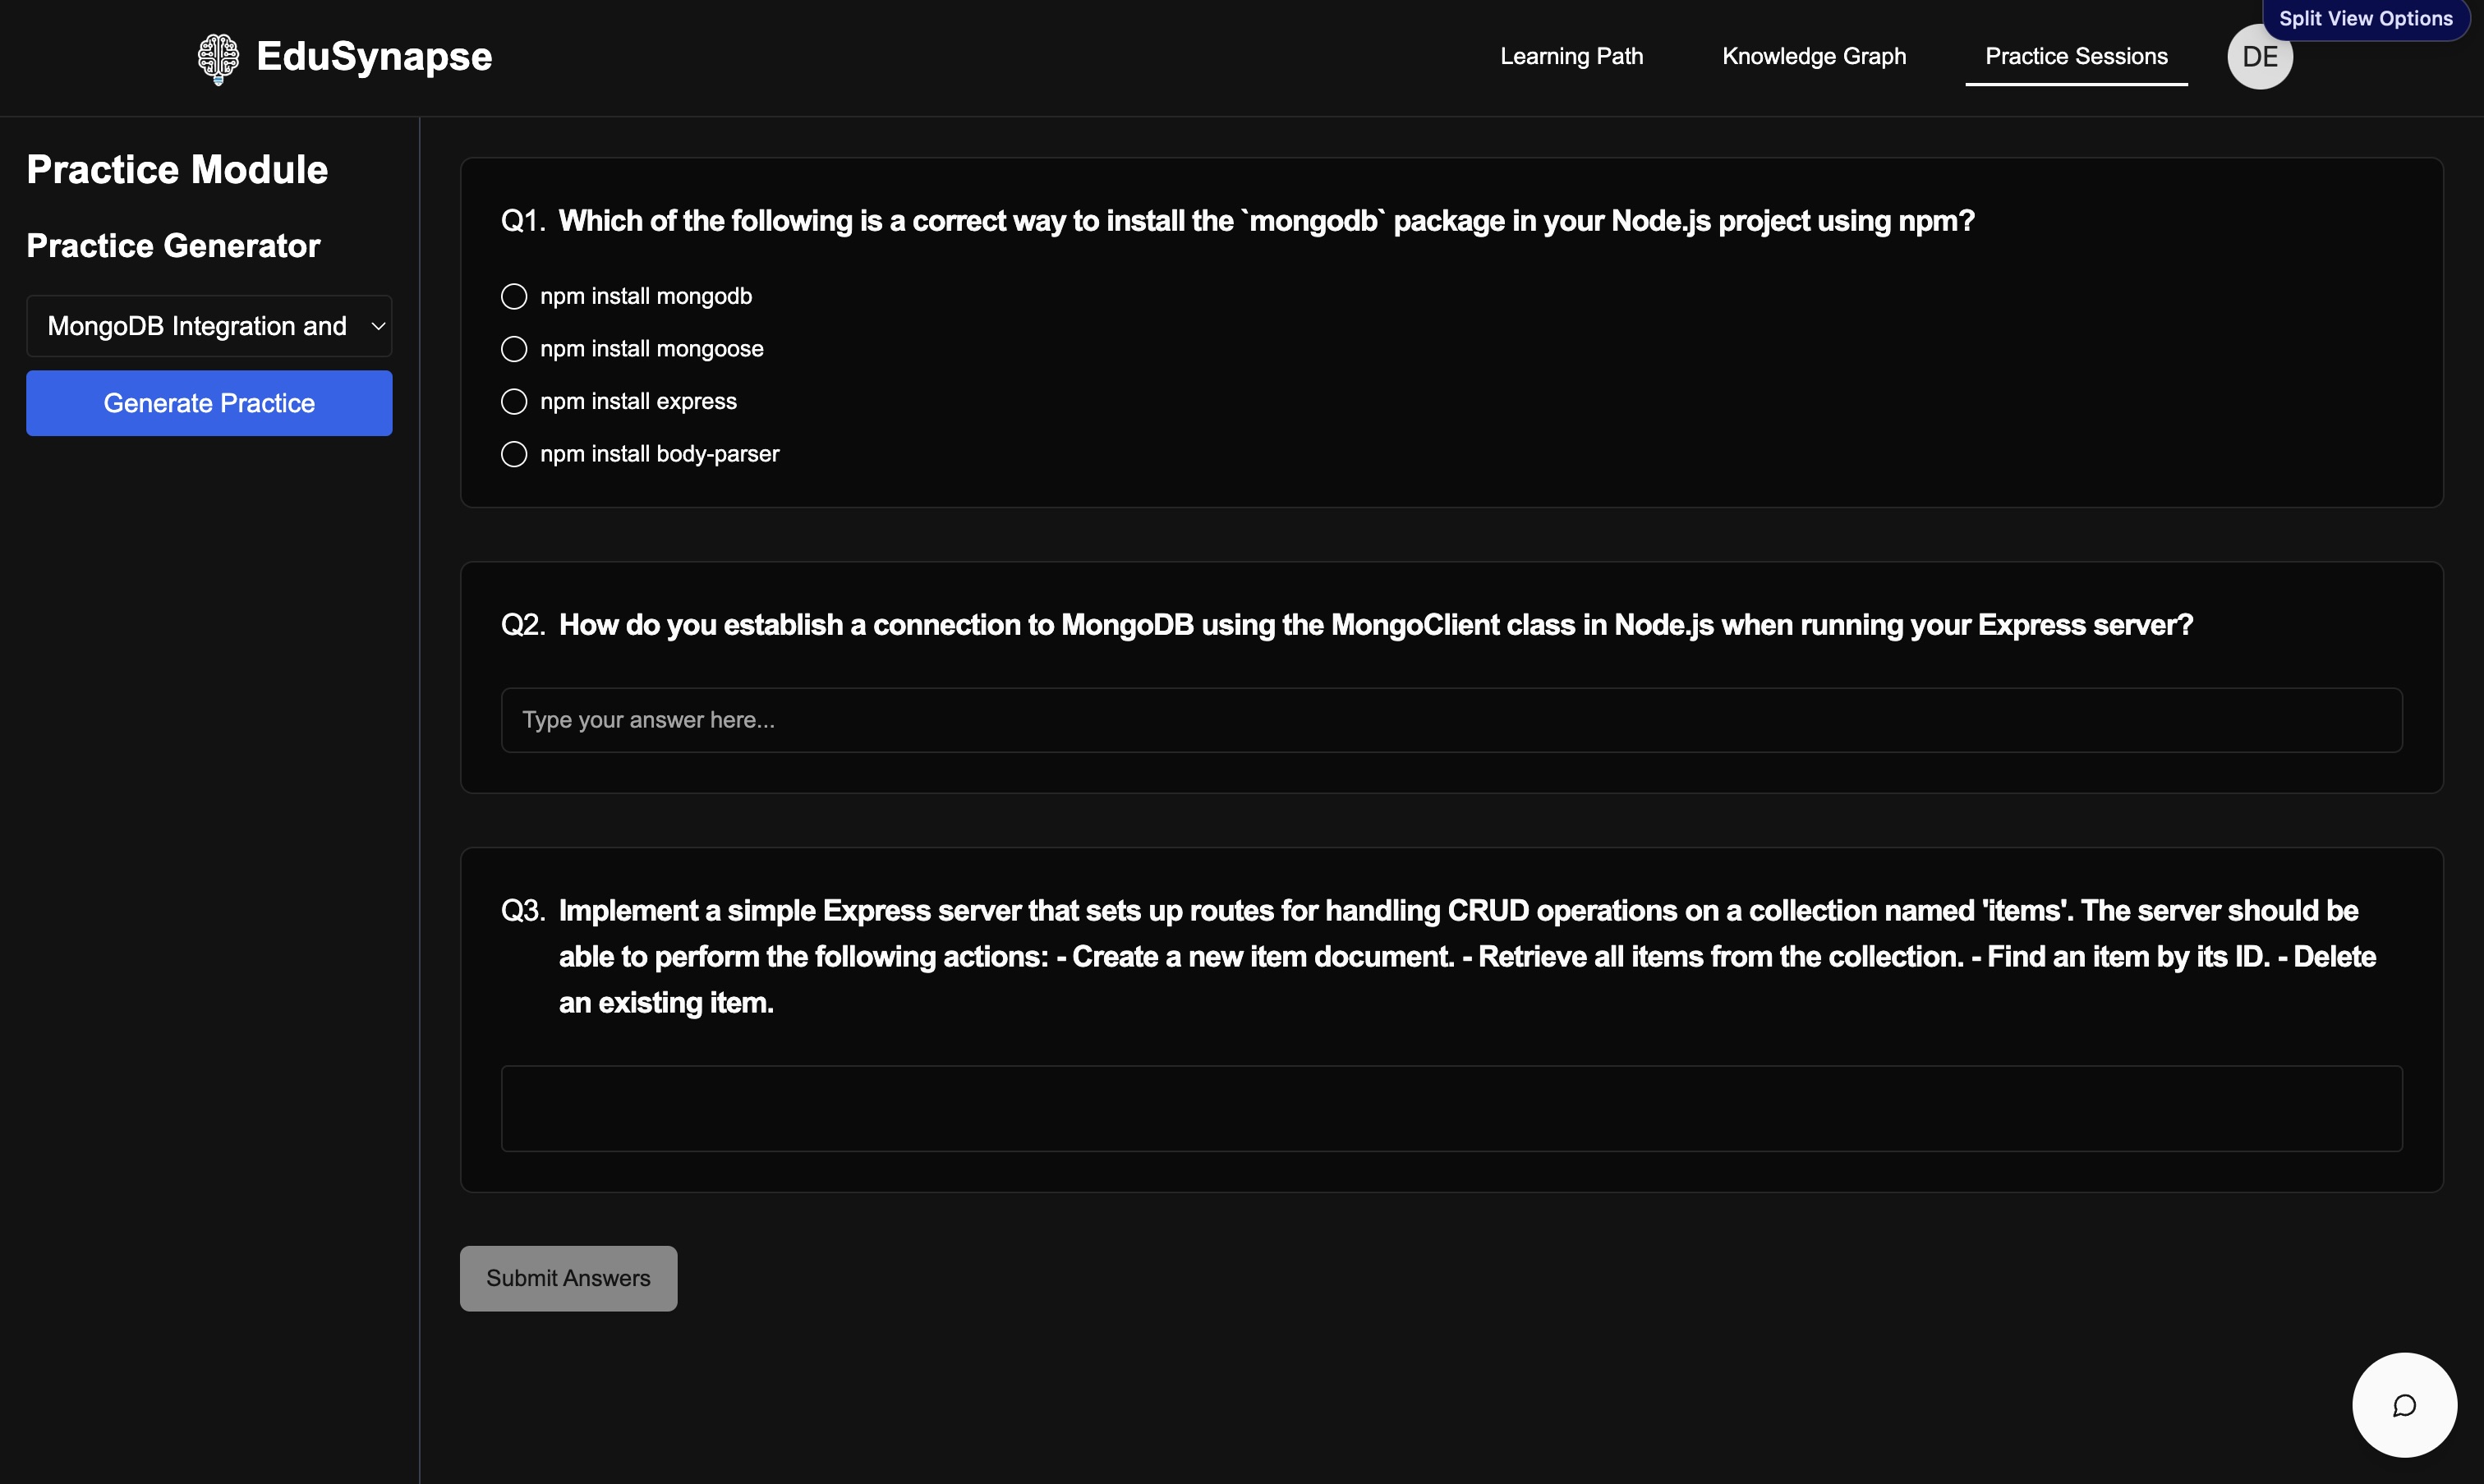 Split View Options
EduSynapse
Learning Path
Knowledge Graph
Practice Sessions
DE
Practice Module
Practice Generator
MongoDB Integration and
Generate Practice
Q1. Which of the following is a correct way to install the `mongodb` package in your Node.js project using npm?
npm install mongodb
npm install mongoose
npm install express
npm install body-parser
Q2. How do you establish a connection to MongoDB using the MongoClient class in Node.js when running your Express server?
Type your answer here...
Q3. Implement a simple Express server that sets up routes for handling CRUD operations on a collection named 'items'. The server should be
able to perform the following actions: - Create a new item document. - Retrieve all items from the collection. - Find an item by its ID. - Delete
an existing item.
Submit Answers